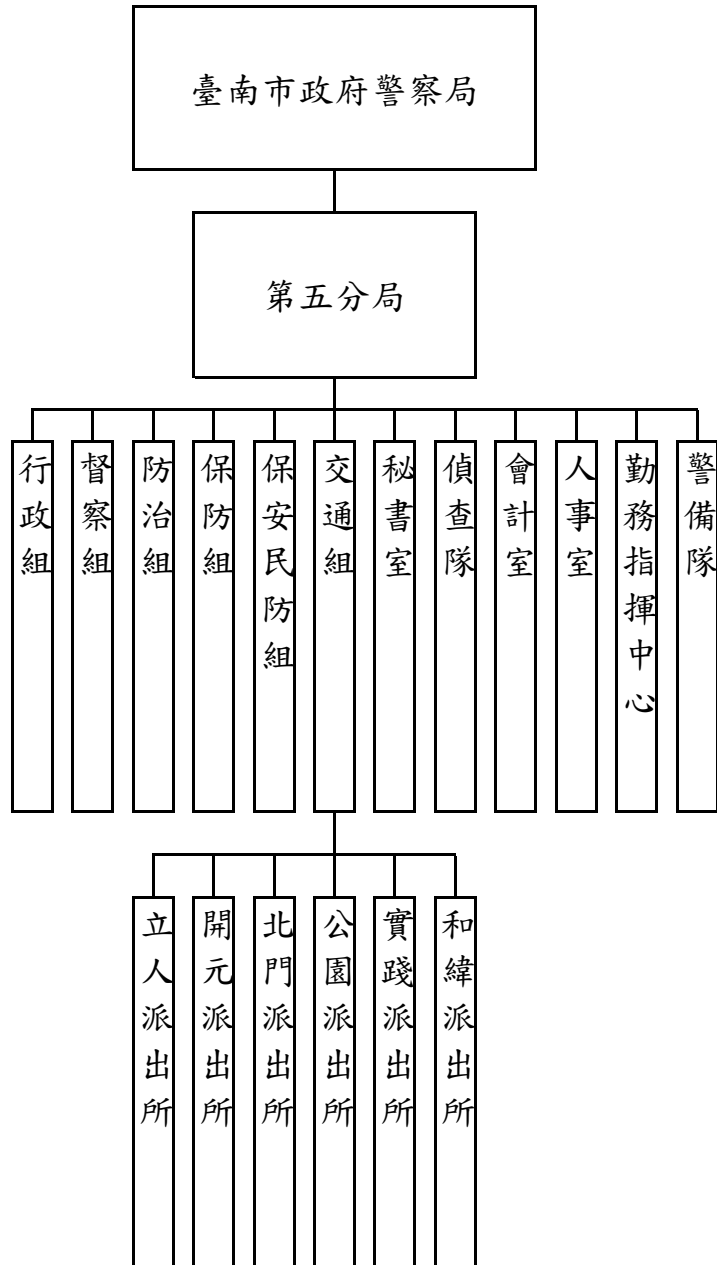 臺南市政府警察局
第五分局
行政組
督察組
防治組
保防組
保安民防組
交通組
秘書室
偵查隊
會計室
人事室
勤務指揮中心
警備隊
立人派出所
開元派出所
北門派出所
公園派出所
實踐派出所
和緯派出所